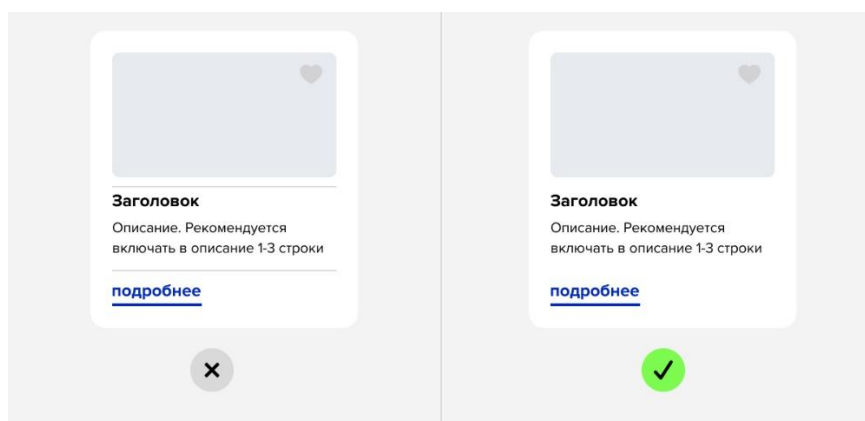 Заголовок
Описание. Рекомендуется
включать в описание 1-3 строки
подробнее
Заголовок
Описание. Рекомендуется
включать в описание 1-3 строки
подробнее